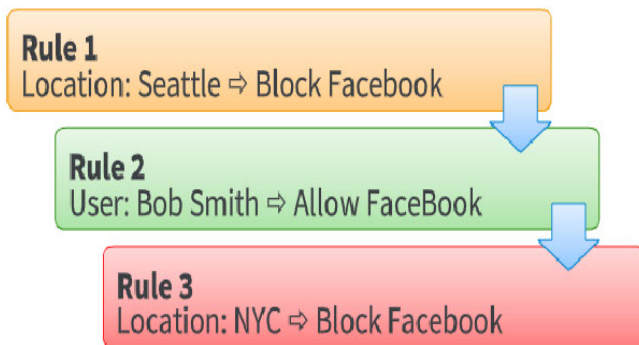 Rule 1
Location: Seattle ⇨ Block Facebook
Rule 2
User: Bob Smith ⇨ Allow FaceBook
Rule 3
Location: NYC ⇨ Block Facebook